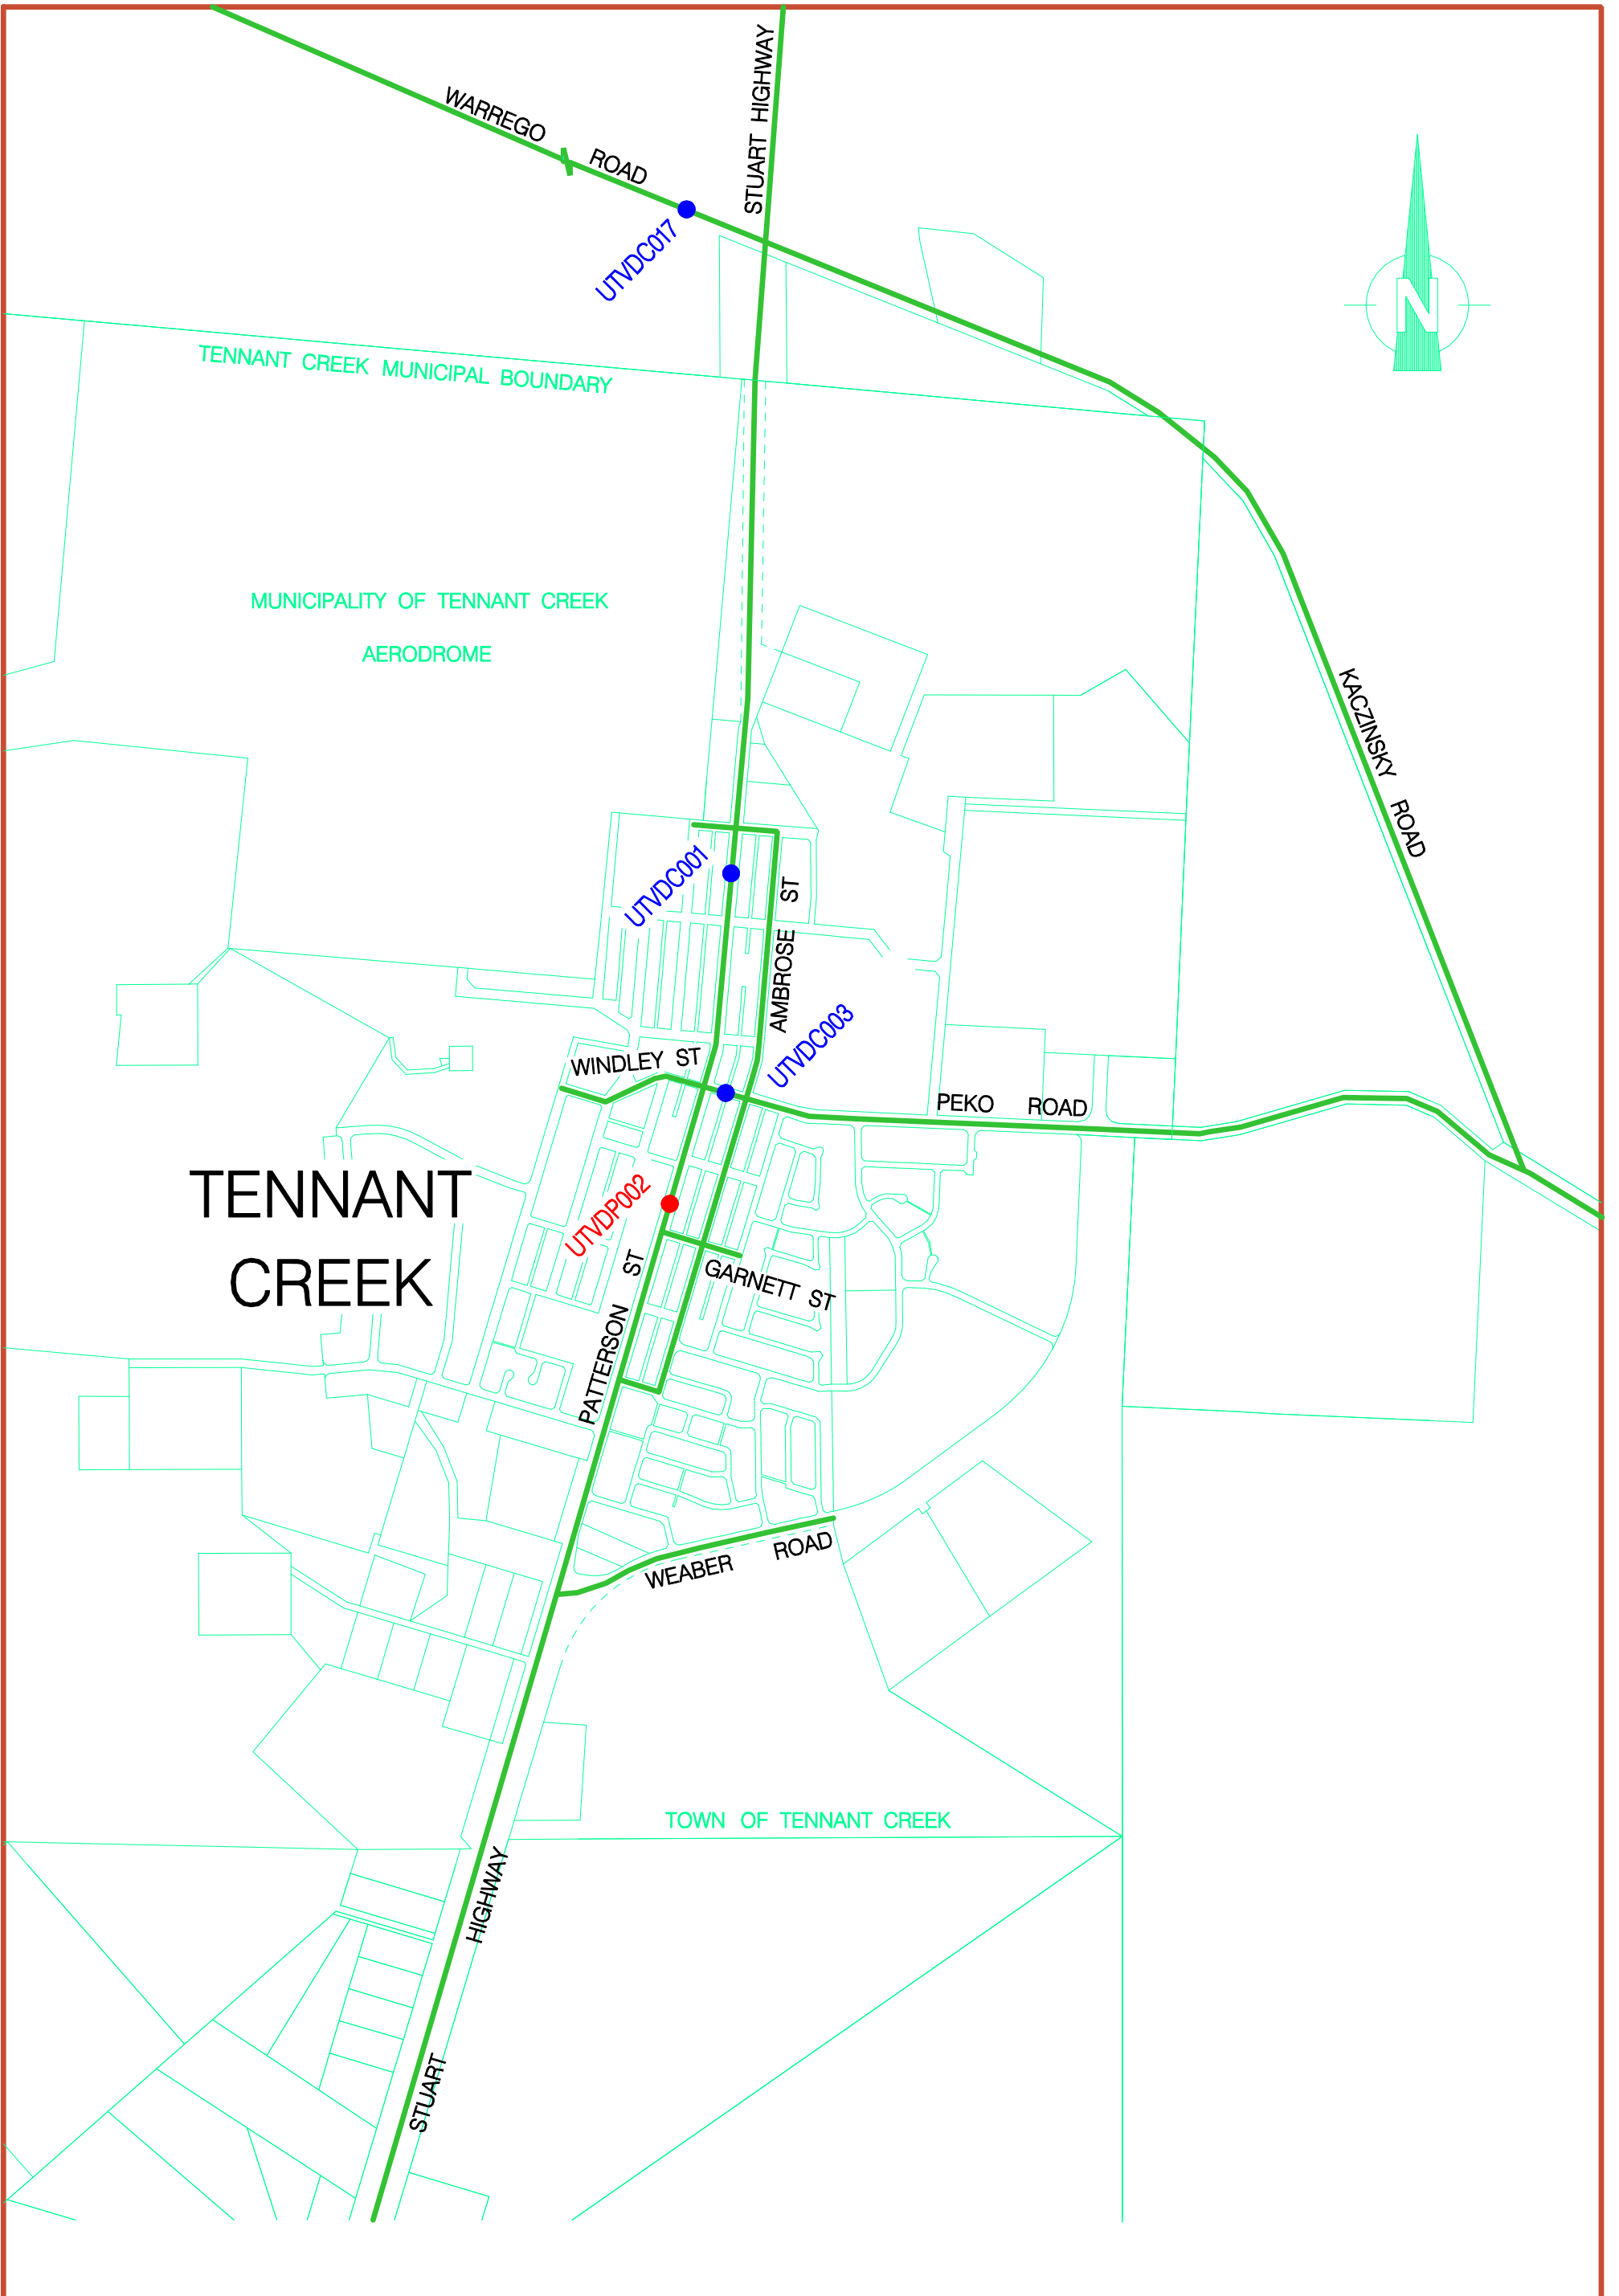 STUART HIGHWAY
WARREGO ROAD
UTVDC017
N
TENNANT CREEK MUNICIPAL BOUNDARY
MUNICIPALITY OF TENNANT CREEK
AERODROME
KACZINSKY ROAD
UTVDC001
AMBROSE ST
UTVDC003
WINDLEY ST
PEKO ROAD
TENNANT
CREEK
UTVDP002
GARNETT ST
PATTERSON ST
WEABER ROAD
TOWN OF TENNANT CREEK
STUART HIGHWAY